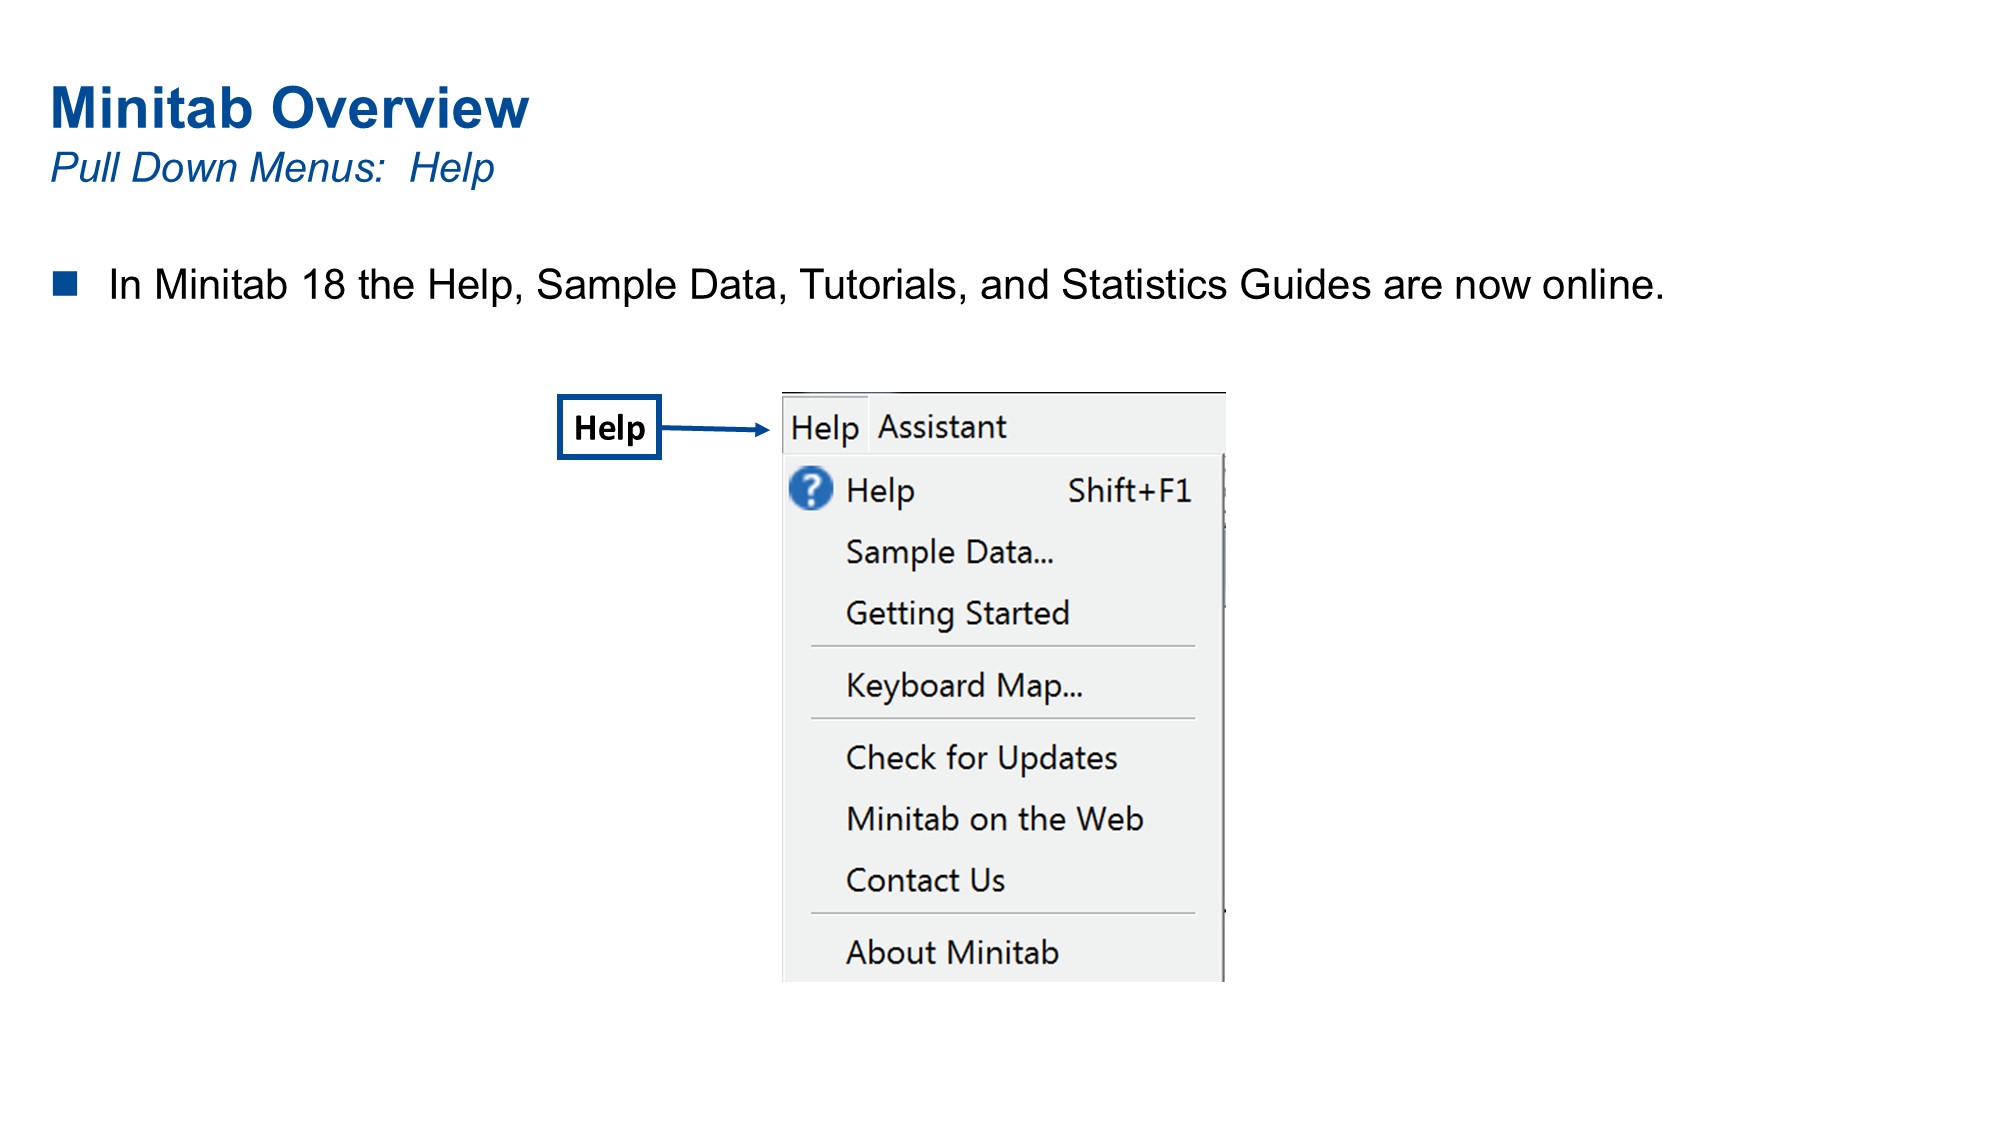 Minitab Overview
Pull Down Menus:  Help
In Minitab 18 the Help, Sample Data, Tutorials, and Statistics Guides are now online.
Help
Help Assistant
Help Shift+F1
Sample Data...
Getting Started
Keyboard Map...
Check for Updates
Minitab on the Web
Contact Us
About Minitab